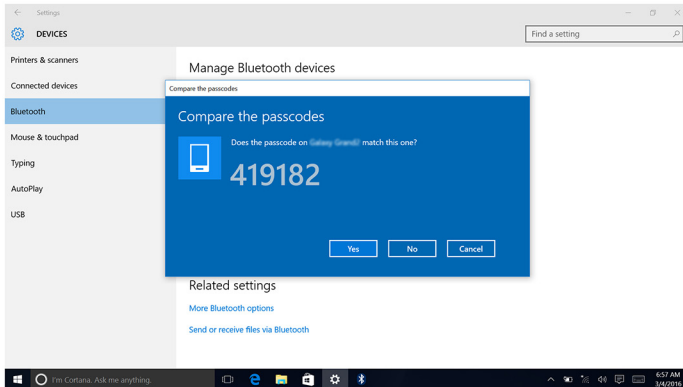 Settings
DEVICES
Find a setting
Printers & scanners
Connected devices
Bluetooth
Mouse & touchpad
Typing
AutoPlay
USB
Manage Bluetooth devices
Compare the passcodes
Compare the passcodes
Does the passcode on Galaxy Grand2 match this one?
419182
Yes No Cancel
Related settings
More Bluetooth options
Send or receive files via Bluetooth
I'm Cortana. Ask me anything.
6:57 AM
3/4/2016